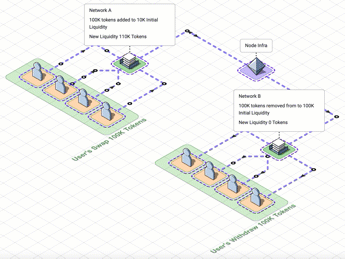 Network A
100K tokens added to 10K Initial
Liquidity
New Liquidity 110K Tokens
Node Infra
Network B
100K tokens removed from to 100K
Initial Liquidity
New Liquidity 0 Tokens
User's Swap 100K Tokens
User's Withdraw 100K Tokens